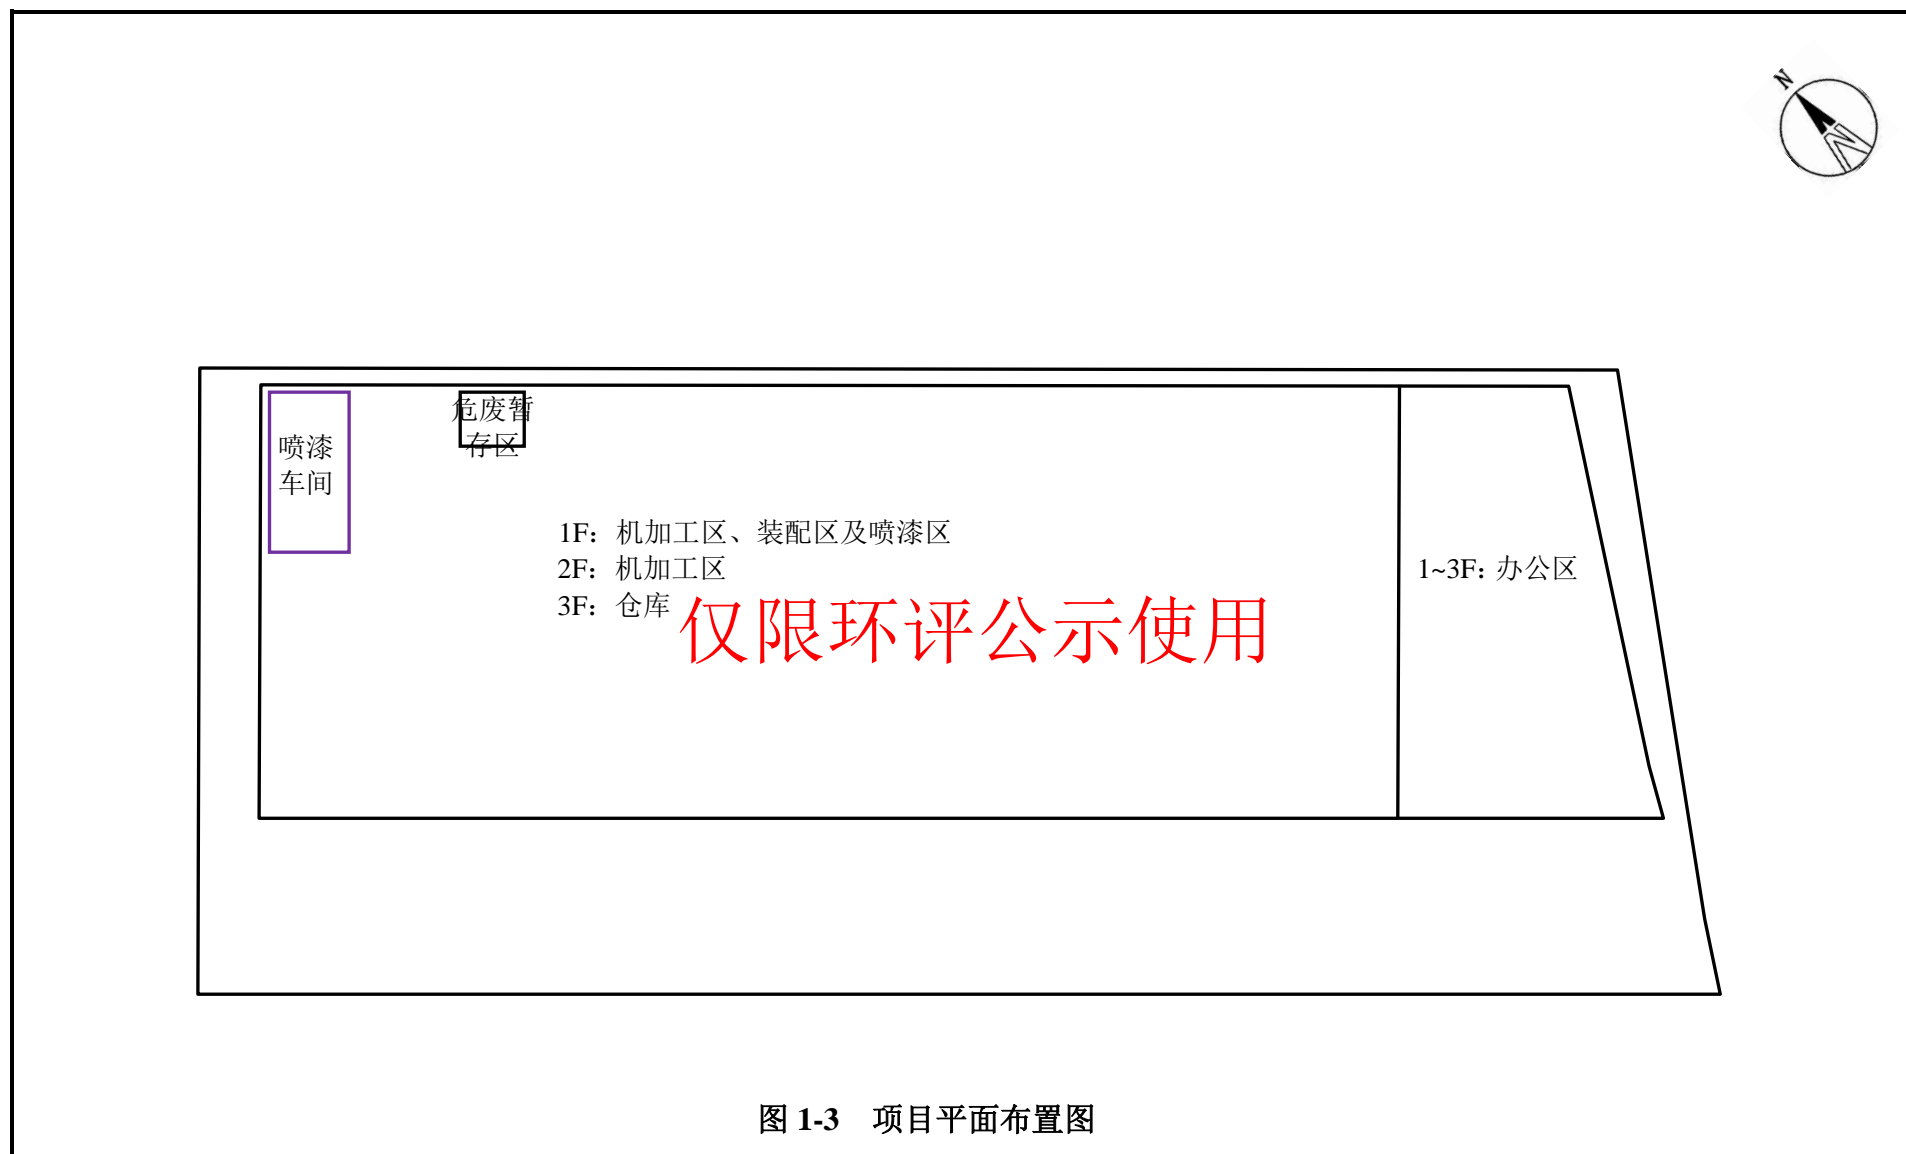 N
危废暂
存区
喷漆
车间
1F：机加工区、装配区及喷漆区
2F：机加工区
3F：仓库
1~3F：办公区
仅限环评公示使用
图 1-3 项目平面布置图